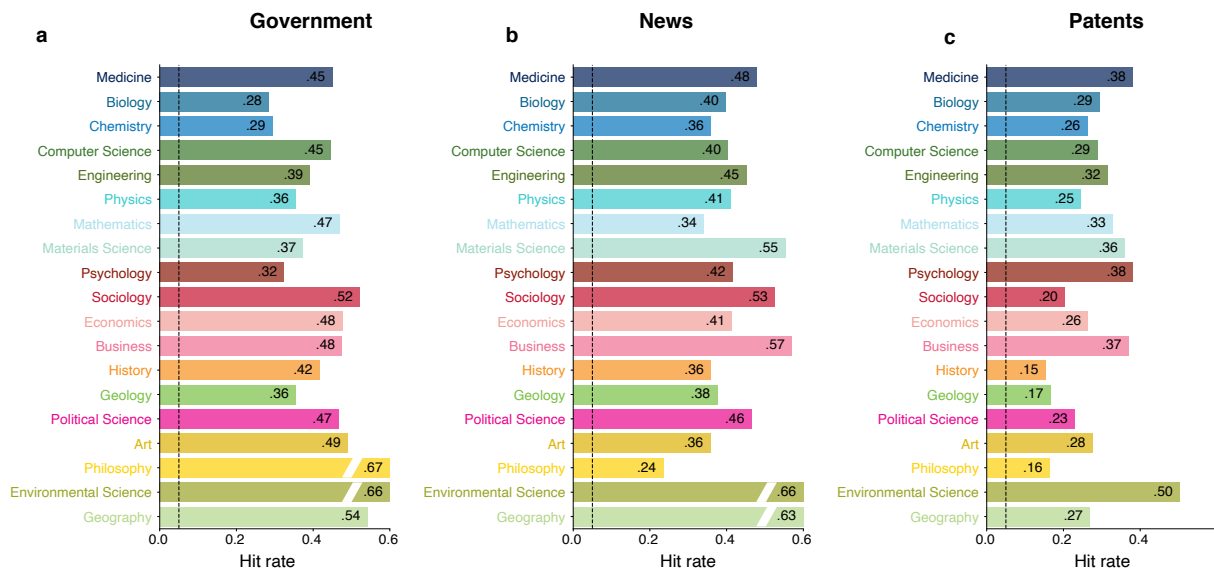 Government
News
Patents
a
b
c
Medicine .45
Biology .28
Chemistry .29
Computer Science .45
Engineering .39
Physics .36
Mathematics .47
Materials Science .37
Psychology .32
Sociology .52
Economics .48
Business .48
History .42
Geology .36
Political Science .47
Art .49
Philosophy .67
Environmental Science .66
Geography .54
0.0 0.2 0.4 0.6
Hit rate
Medicine .48
Biology .40
Chemistry .36
Computer Science .40
Engineering .45
Physics .41
Mathematics .34
Materials Science .55
Psychology .42
Sociology .53
Economics .41
Business .57
History .36
Geology .38
Political Science .46
Art .36
Philosophy .24
Environmental Science .66
Geography .63
0.0 0.2 0.4 0.6
Hit rate
Medicine .38
Biology .29
Chemistry .26
Computer Science .29
Engineering .32
Physics .25
Mathematics .33
Materials Science .36
Psychology .38
Sociology .20
Economics .26
Business .37
History .15
Geology .17
Political Science .23
Art .28
Philosophy .16
Environmental Science .50
Geography .27
0.0 0.2 0.4
Hit rate